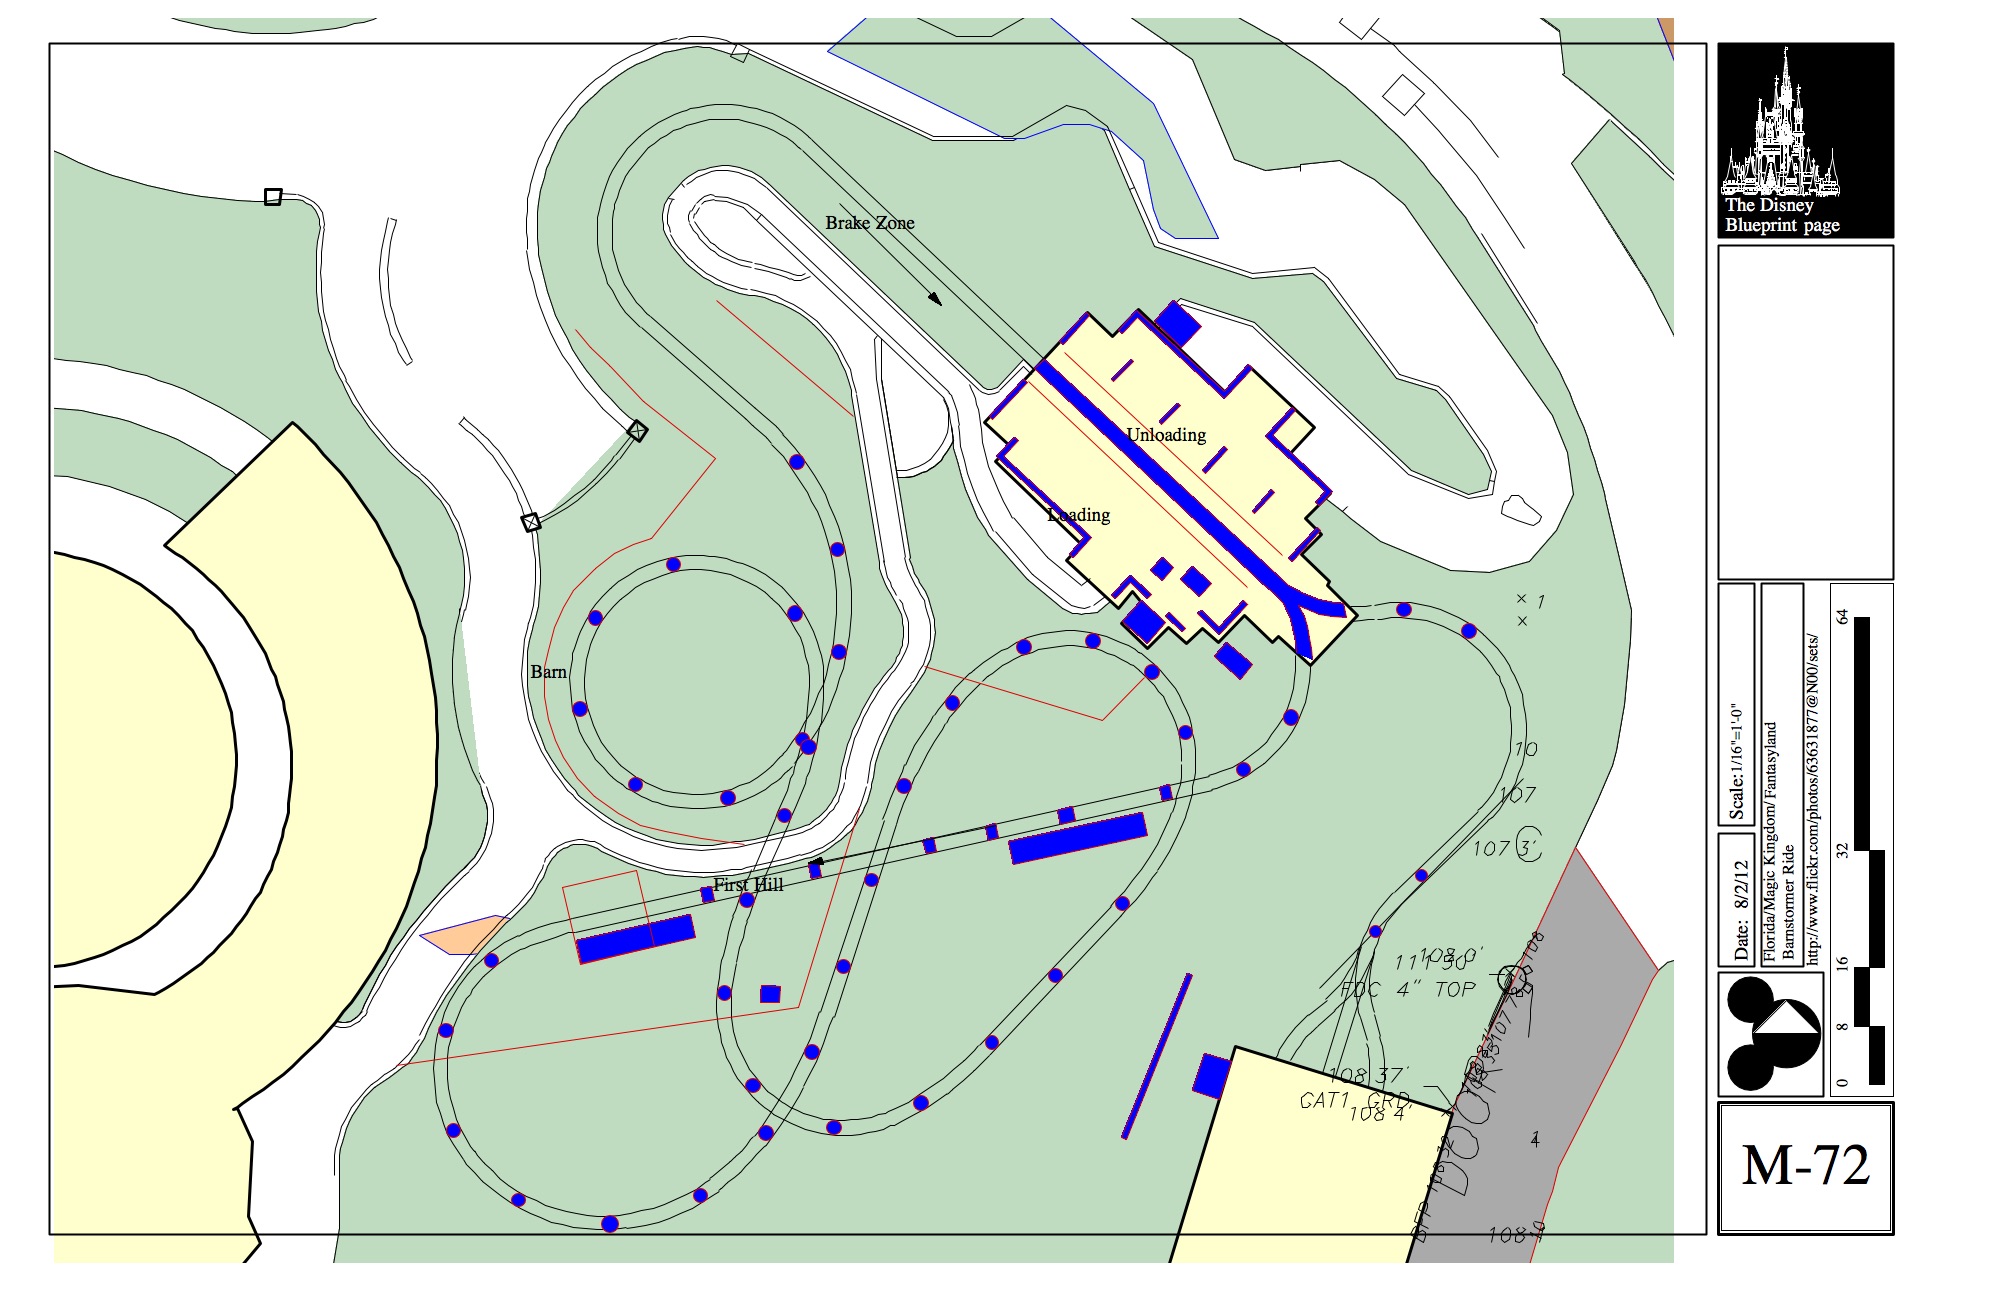 Brake Zone
Unloading
Loading
Barn
First Hill
1
10
107
107 3'
108.0'
111 50'
FDC 4" TOP
108 37'
GAT1 GRD,
108 4'
4
The Disney
Blueprint page
Scale:1/16"=1'-0"
Date: 8/2/12
Florida/Magic Kingdom/Fantasyland
Barnstormer Ride
http://www.flickr.com/photos/63631877@N00/sets/
64
32
16
8
0
M-72